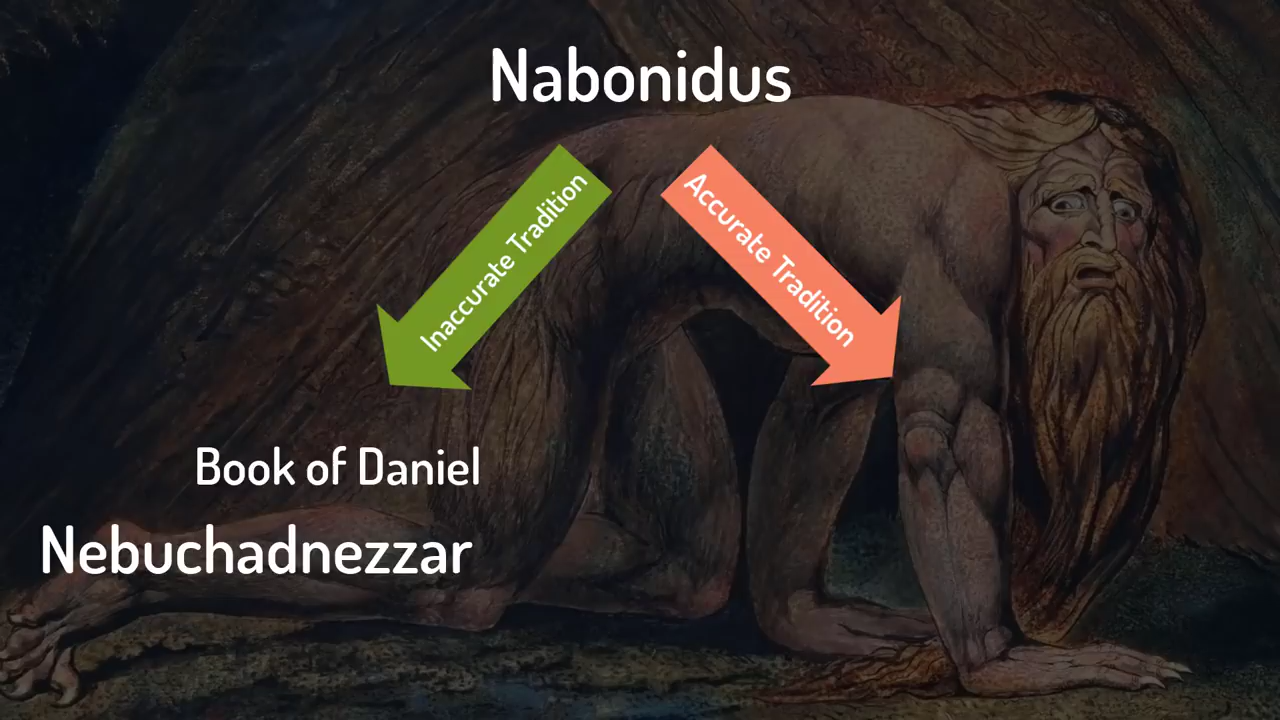 Nabonidus
Inaccurate Tradition
Accurate Tradition
Book of Daniel
Nebuchadnezzar